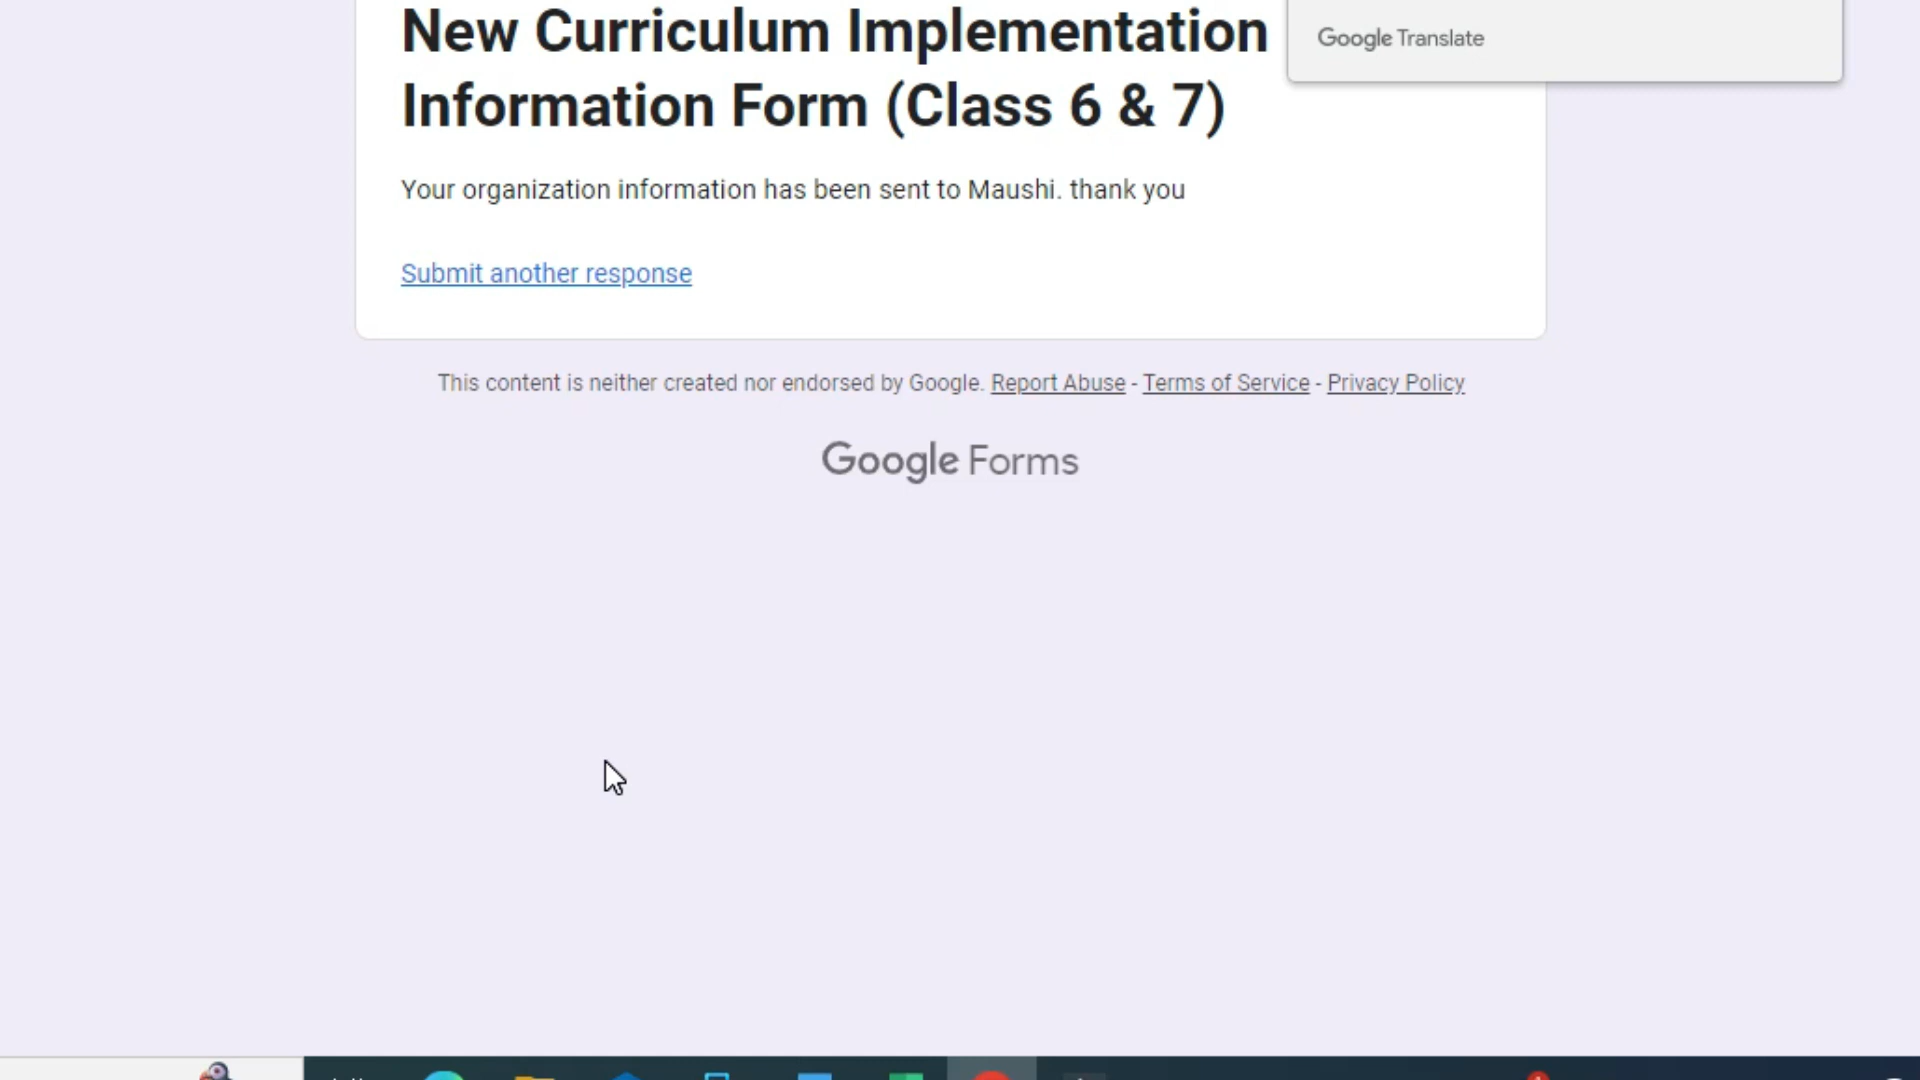 New Curriculum Implementation
Information Form (Class 6 & 7)
Google Translate
Your organization information has been sent to Maushi. thank you
Submit another response
This content is neither created nor endorsed by Google. Report Abuse - Terms of Service - Privacy Policy
Google Forms